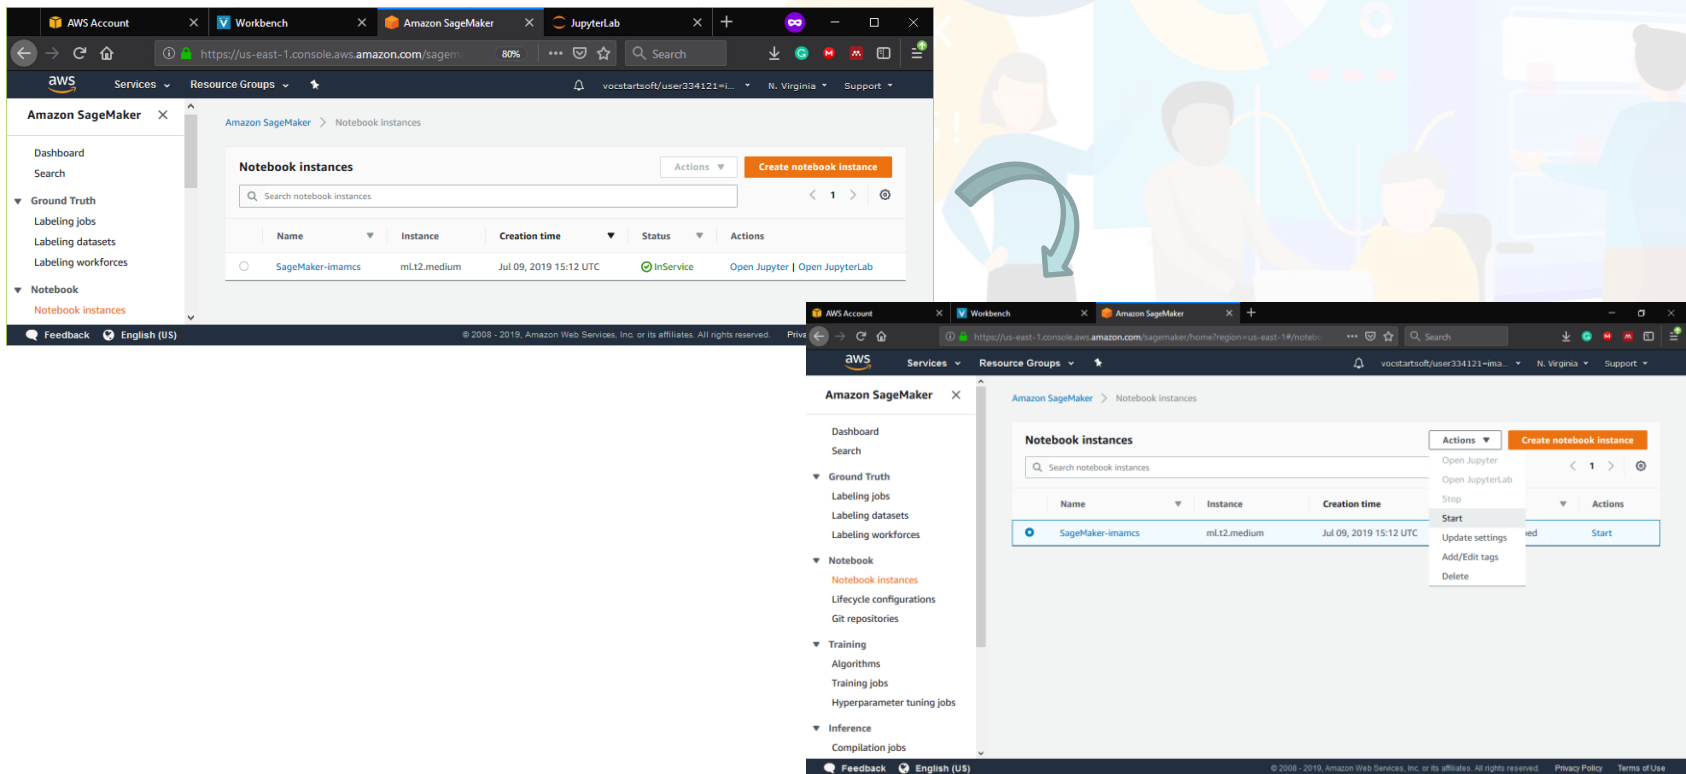 AWS Account
Workbench
Amazon SageMaker
JupyterLab
https://us-east-1.console.aws.amazon.com/sagem
80%
Search
aws
Services
Resource Groups
vocstartsoft/user334121=i...
N. Virginia
Support
Amazon SageMaker
Amazon SageMaker > Notebook instances
Dashboard
Search
Ground Truth
Labeling jobs
Labeling datasets
Labeling workforces
Notebook
Notebook instances
Notebook instances
Actions
Create notebook instance
Search notebook instances
1
Name Instance Creation time Status Actions
SageMaker-imamcs ml.t2.medium Jul 09, 2019 15:12 UTC InService Open Jupyter | Open JupyterLab
Feedback English (US)
© 2008 - 2019, Amazon Web Services, Inc. or its affiliates. All rights reserved. Priva
AWS Account
Workbench
Amazon SageMaker
https://us-east-1.console.aws.amazon.com/sagemaker/home?region=us-east-1#/noteb
Search
aws
Services
Resource Groups
vocstartsoft/user334121=ima...
N. Virginia
Support
Amazon SageMaker
Amazon SageMaker > Notebook instances
Dashboard
Search
Ground Truth
Labeling jobs
Labeling datasets
Labeling workforces
Notebook
Notebook instances
Lifecycle configurations
Git repositories
Training
Algorithms
Training jobs
Hyperparameter tuning jobs
Inference
Compilation jobs
Notebook instances
Actions
Create notebook instance
Search notebook instances
1
Open Jupyter
Open JupyterLab
Stop
Start
Update settings
Add/Edit tags
Delete
Name Instance Creation time Actions
SageMaker-imamcs ml.t2.medium Jul 09, 2019 15:12 UTC ed Start
Feedback English (US)
© 2008 - 2019, Amazon Web Services, Inc. or its affiliates. All rights reserved. Privacy Policy Terms of Use